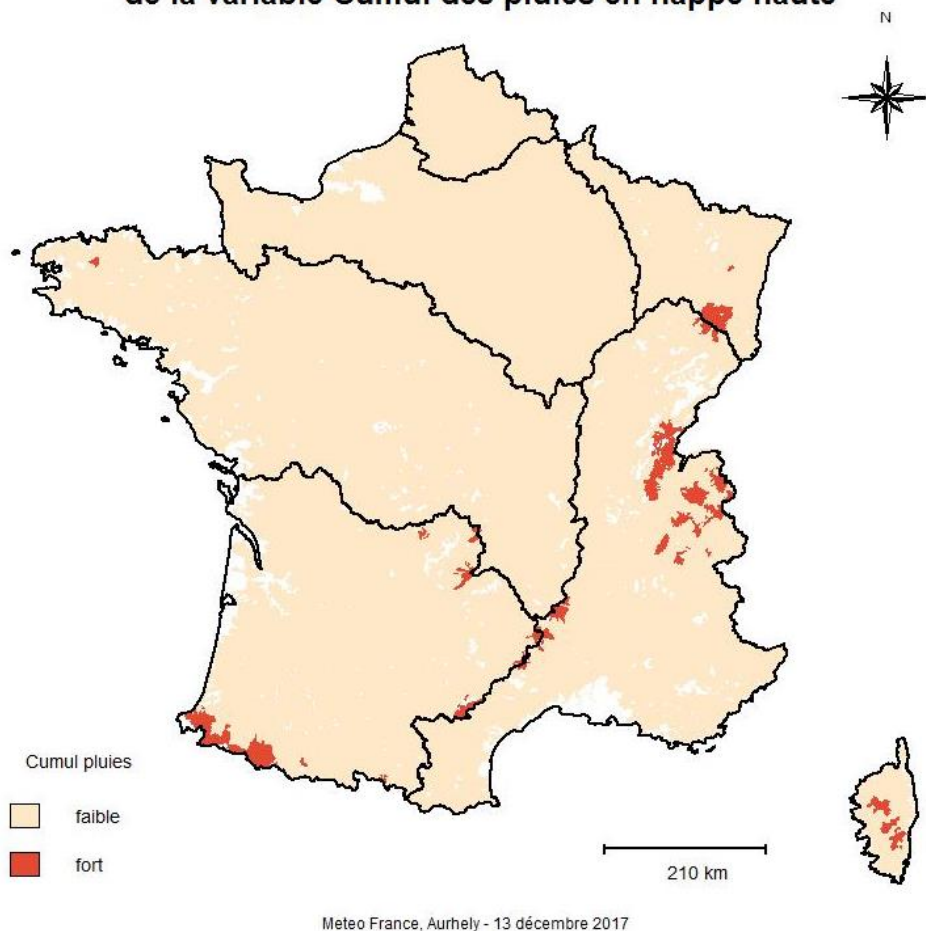 de la variable Cumul des pluies en nappe haute
N
Cumul pluies
faible
fort
210 km
Meteo France, Aurhely - 13 décembre 2017